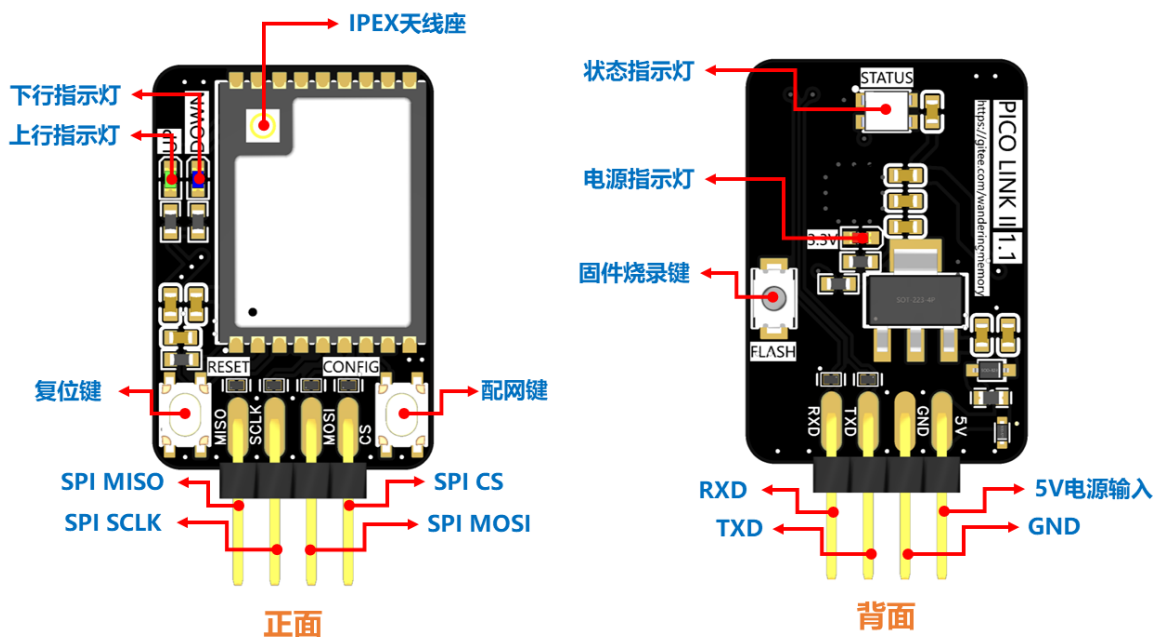 IPEX天线座
下行指示灯
上行指示灯
UP
DOWN
RESET
CONFIG
复位键
配网键
MISO
SCLK
MOSI
CS
SPI MISO
SPI CS
SPI SCLK
SPI MOSI
正面
状态指示灯
STATUS
PICO LINK II 1.1
https://gitee.com/wanderingmemory
电源指示灯
3.3V
固件烧录键
SOT-223-4P
FLASH
RXD
TXD
GND
5V
RXD
5V电源输入
TXD
GND
背面